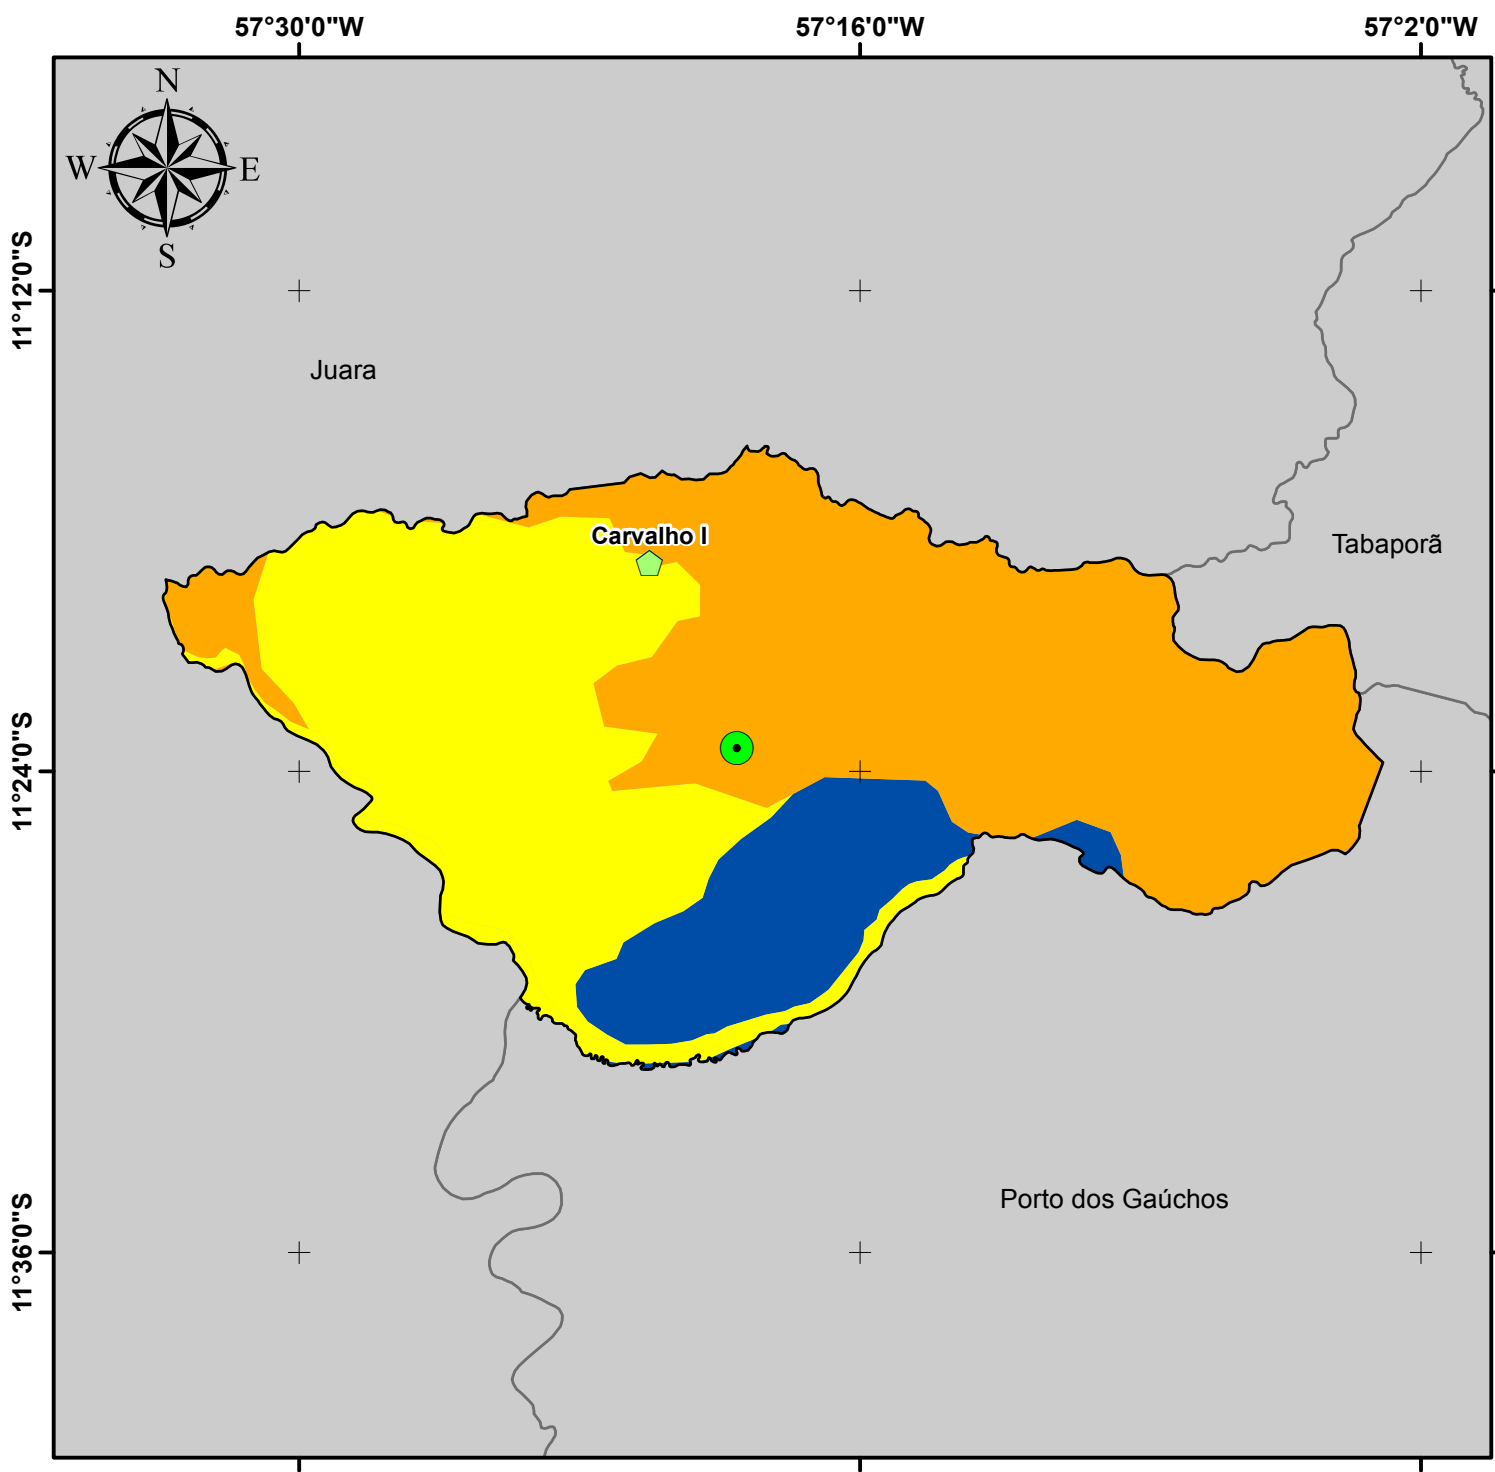 57°30'0"W 57°16'0"W 57°2'0"W
N
W E
S
11°12'0"S
Juara
Carvalho I
Tabaporã
11°24'0"S
Porto dos Gaúchos
11°36'0"S